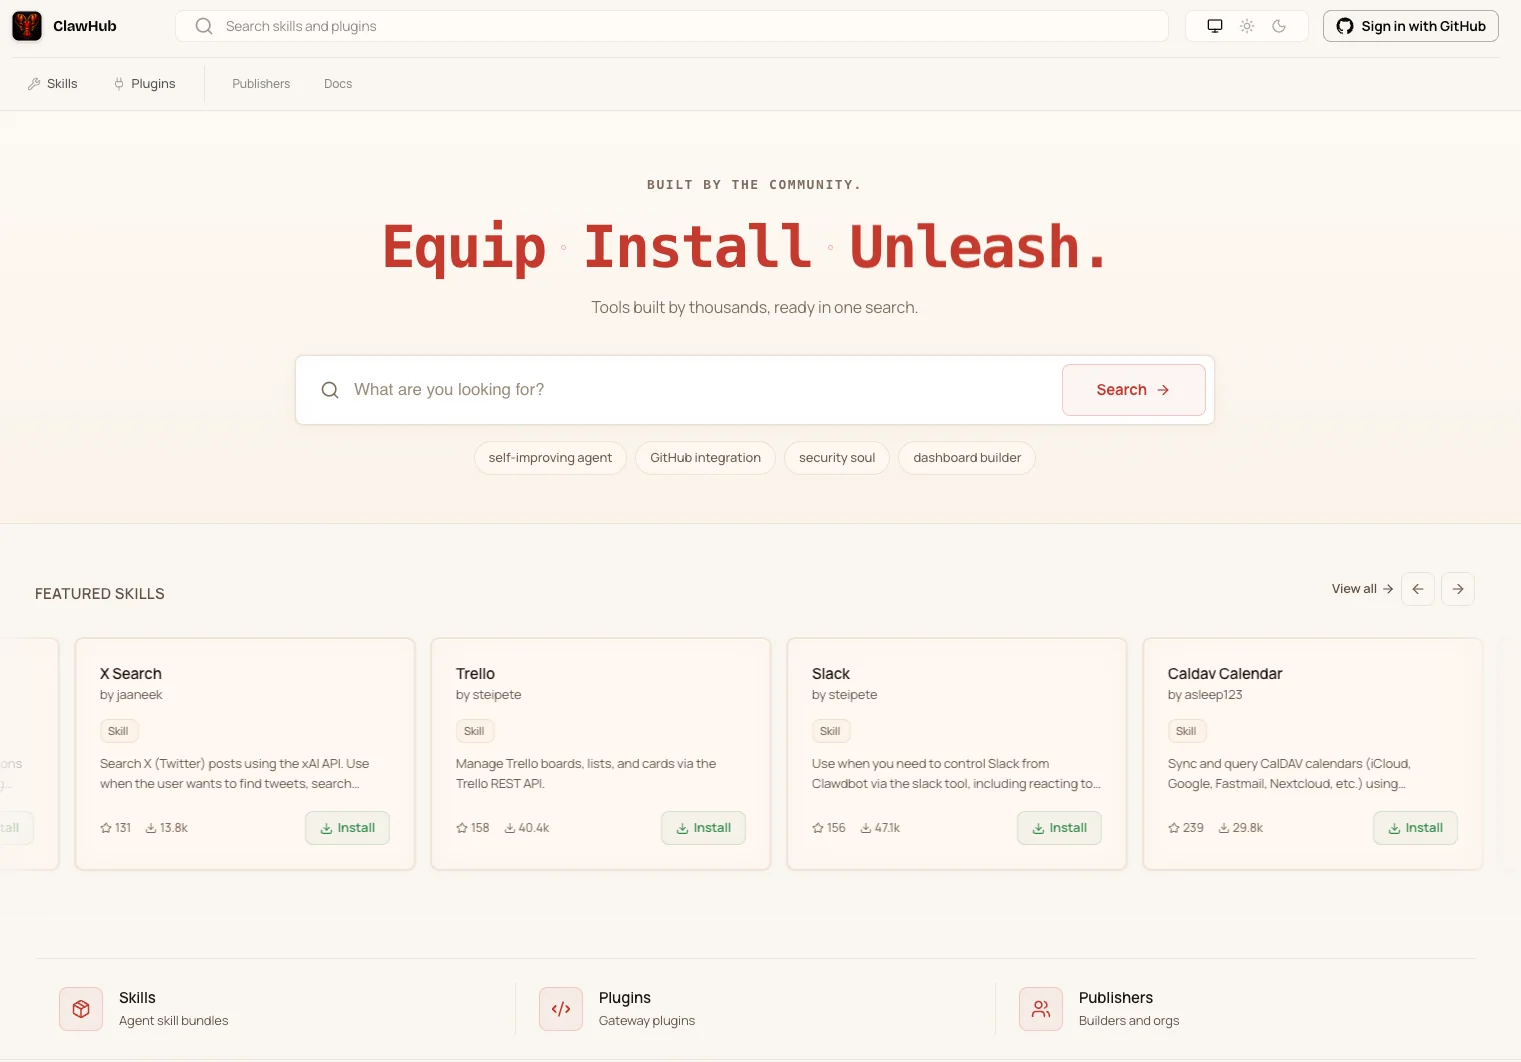 ClawHub
Search skills and plugins
Sign in with GitHub
Skills
Plugins
Publishers
Docs
BUILT BY THE COMMUNITY.
Equip · Install · Unleash.
Tools built by thousands, ready in one search.
What are you looking for?
Search →
self-improving agent
GitHub integration
security soul
dashboard builder
FEATURED SKILLS
View all →
X Search
by jaaneek
Skill
Search X (Twitter) posts using the xAI API. Use
when the user wants to find tweets, search...
131 13.8k
Install
Trello
by steipete
Skill
Manage Trello boards, lists, and cards via the
Trello REST API.
158 40.4k
Install
Slack
by steipete
Skill
Use when you need to control Slack from
Clawdbot via the slack tool, including reacting to...
156 47.1k
Install
Caldav Calendar
by asleep123
Skill
Sync and query CalDAV calendars (iCloud,
Google, Fastmail, Nextcloud, etc.) using...
239 29.8k
Install
Skills
Agent skill bundles
Plugins
Gateway plugins
Publishers
Builders and orgs